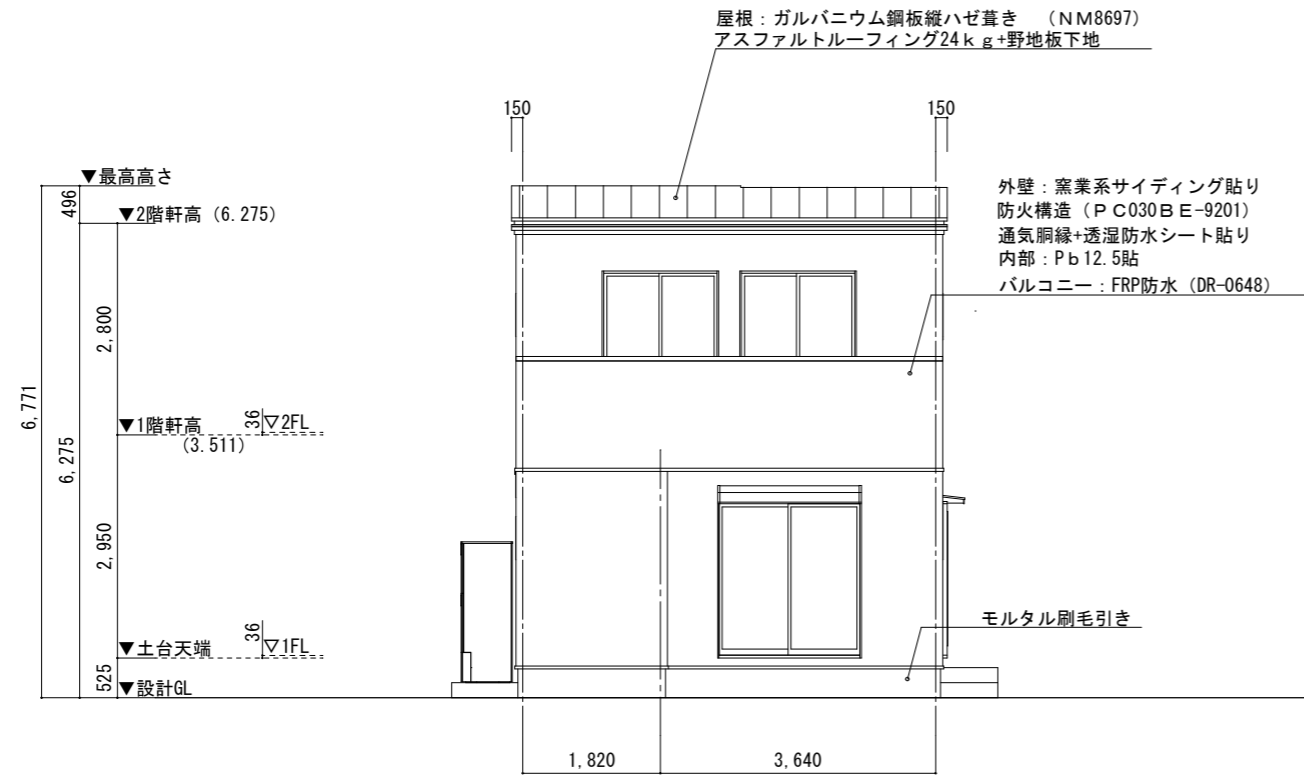 屋根：ガルバニウム鋼板縦ハゼ葺き （ＮＭ8697）
アスファルトルーフィング24ｋｇ+野地板下地
150
150
▼最高高さ
496
▼2階軒高（6.275）
外壁：窯業系サイディング貼り
防火構造（ＰＣ030ＢＥ-9201）
通気胴縁+透湿防水シート貼り
内部：Ｐｂ12.5貼
バルコニー：FRP防水（DR-0648）
2,800
6,771
6,275
▼1階軒高
(3.511)
36
▽2FL
2,950
▼土台天端
36
▽1FL
モルタル刷毛引き
525
▼設計GL
1,820
3,640